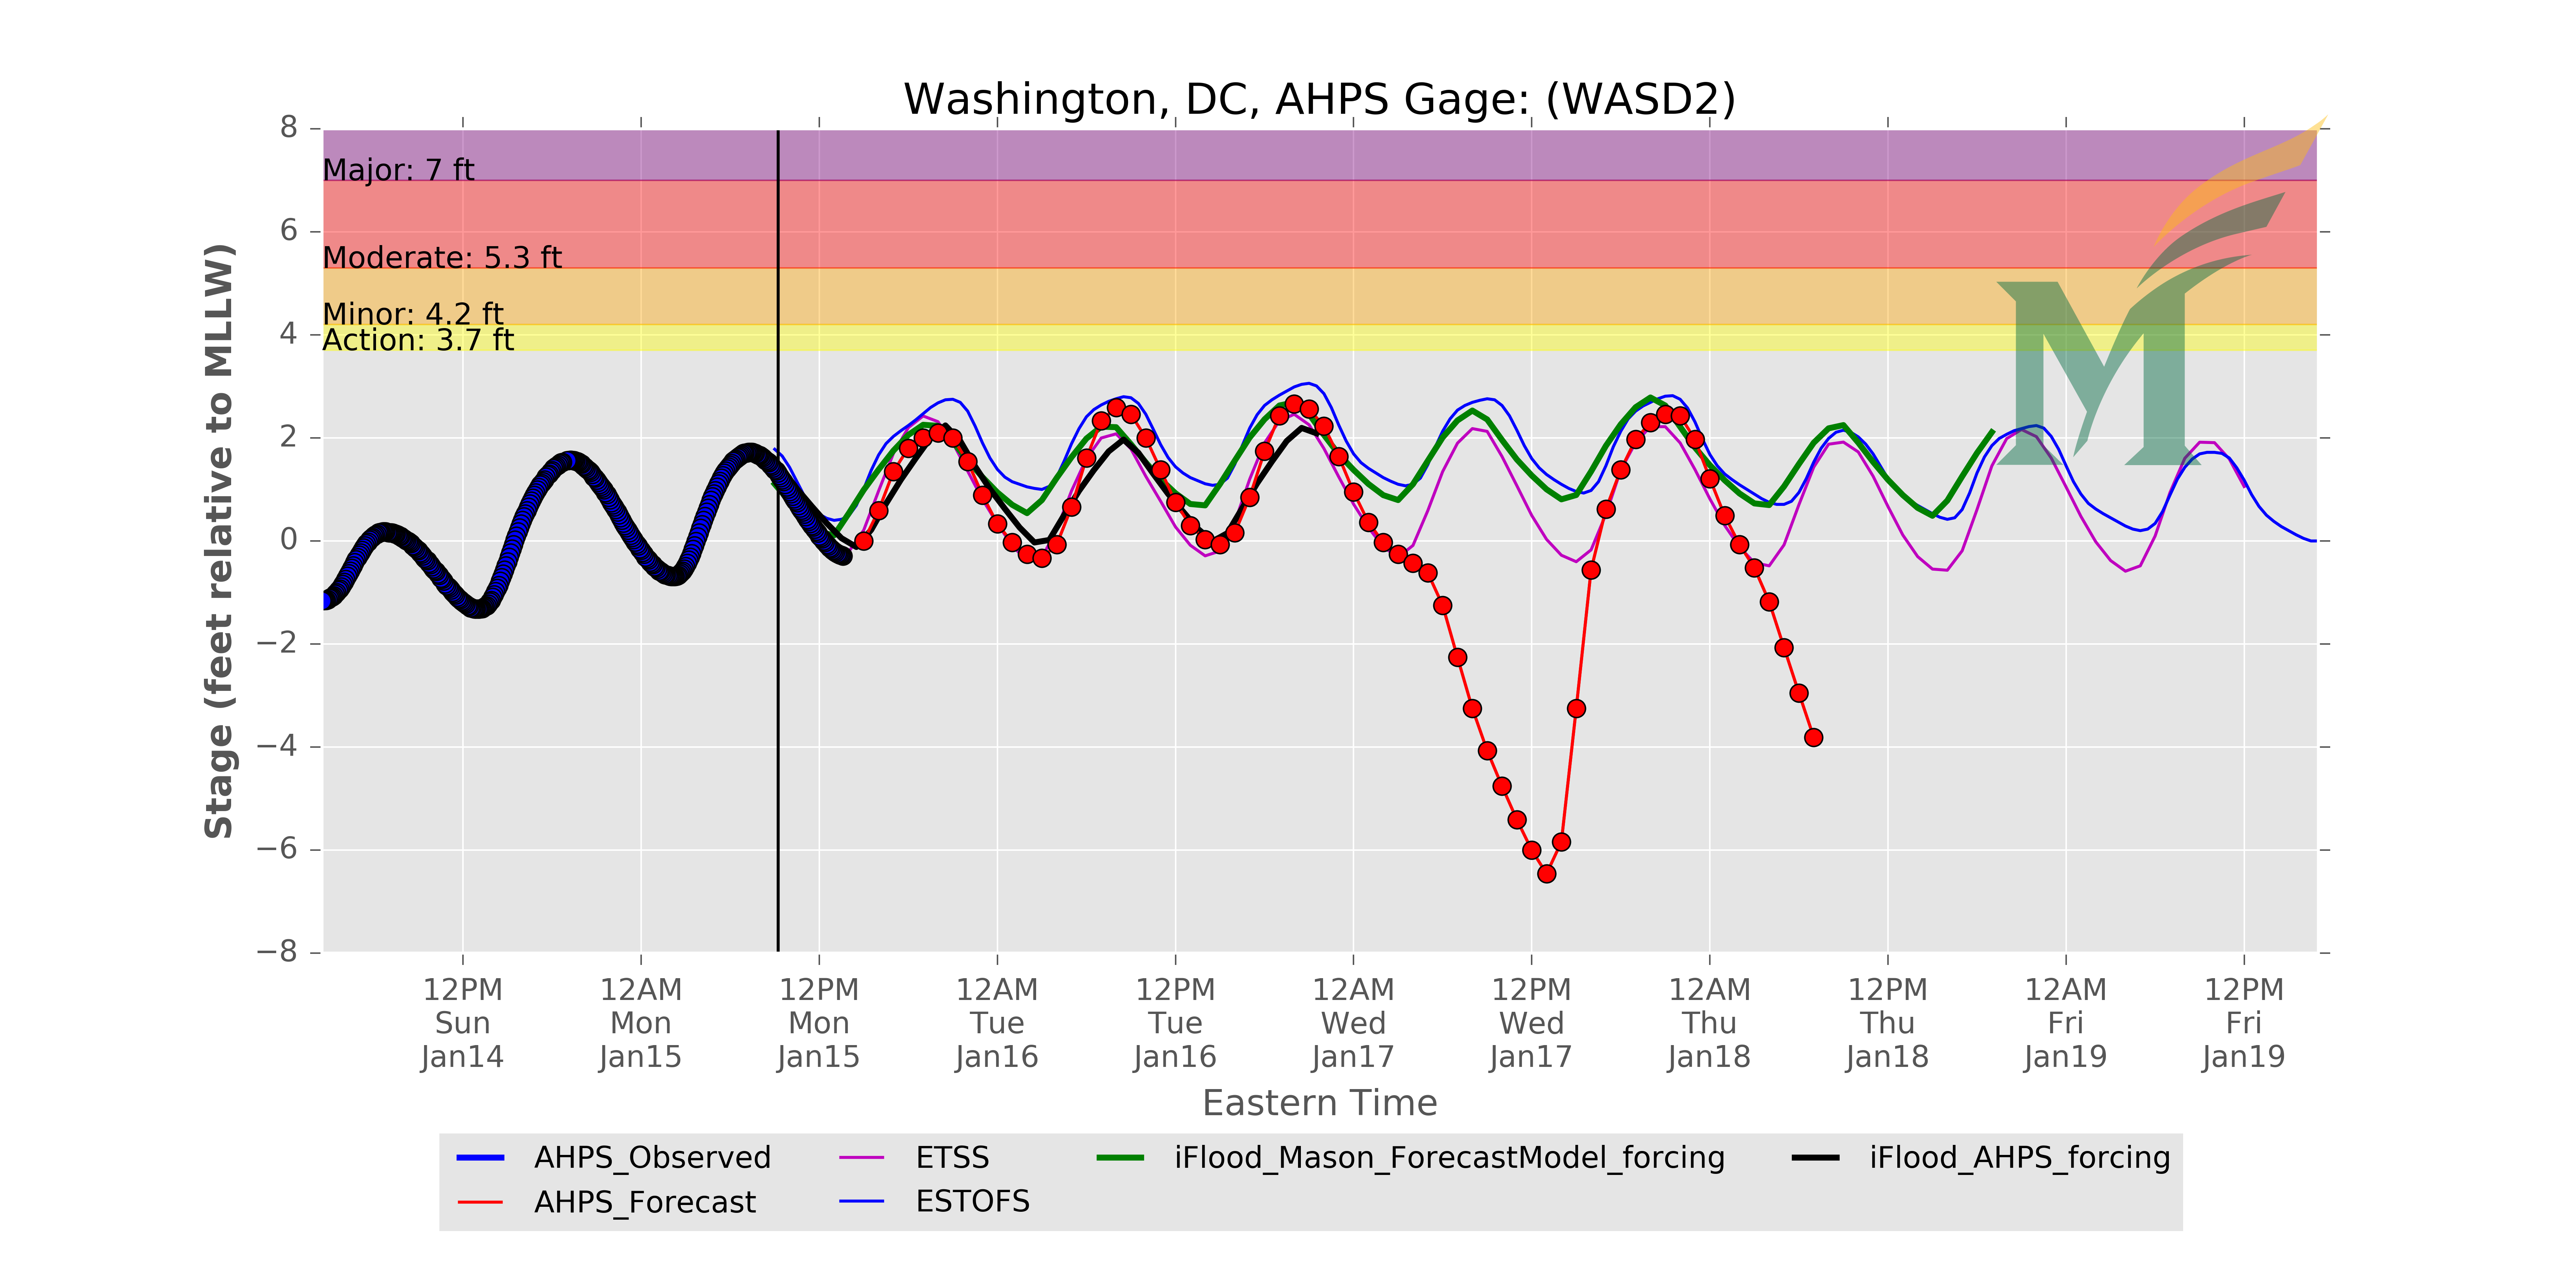 Washington, DC, AHPS Gage: (WASD2)
8
Major: 7 ft
6
Moderate: 5.3 ft
Minor: 4.2 ft
4
Action: 3.7 ft
2
0
−2
−4
−6
−8
Stage (feet relative to MLLW)
12PM 12AM 12PM 12AM 12PM 12AM 12PM 12AM 12PM 12AM 12PM
Sun Mon Mon Tue Tue Wed Wed Thu Thu Fri Fri
Jan14 Jan15 Jan15 Jan16 Jan16 Jan17 Jan17 Jan18 Jan18 Jan19 Jan19
Eastern Time
AHPS_Observed ETSS iFlood_Mason_ForecastModel_forcing iFlood_AHPS_forcing
AHPS_Forecast ESTOFS
M